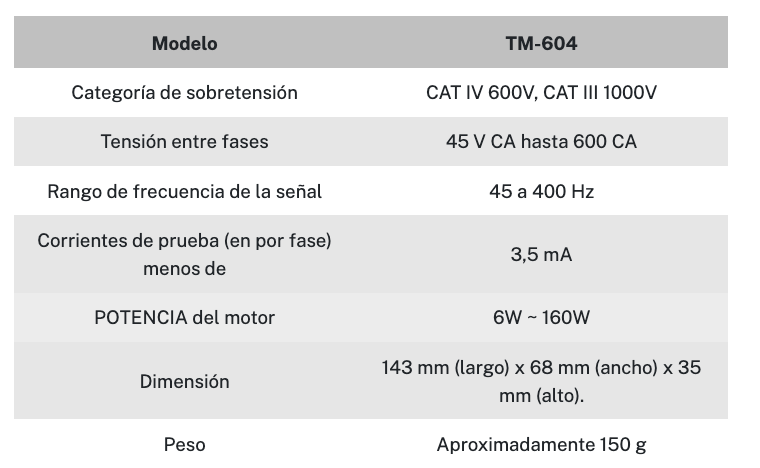 Modelo TM-604
Categoría de sobretensión CAT IV 600V, CAT III 1000V
Tensión entre fases 45 V CA hasta 600 CA
Rango de frecuencia de la señal 45 a 400 Hz
Corrientes de prueba (en por fase)
menos de
3,5 mA
POTENCIA del motor 6W ~ 160W
Dimensión
143 mm (largo) x 68 mm (ancho) x 35
mm (alto).
Peso Aproximadamente 150 g